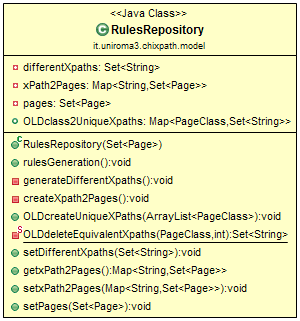 <<Java Class>>
C RulesRepository
it.uniroma3.chixpath.model
differentXpaths: Set<String>
xPath2Pages: Map<String,Set<Page>>
pages: Set<Page>
OLDclass2UniqueXpaths: Map<PageClass,Set<String>>
C RulesRepository(Set<Page>)
rulesGeneration():void
generateDifferentXpaths():void
createXpath2Pages():void
OLDcreateUniqueXPaths(ArrayList<PageClass>):void
S OLDdeleteEquivalentXpaths(PageClass,int):Set<String>
setDifferentXpaths(Set<String>):void
getxPath2Pages():Map<String,Set<Page>>
setxPath2Pages(Map<String,Set<Page>>):void
setPages(Set<Page>):void